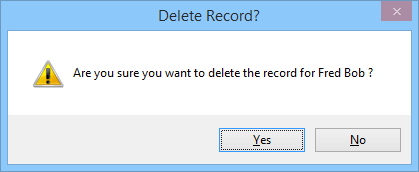 Delete Record?
Are you sure you want to delete the record for Fred Bob ?
Yes
No